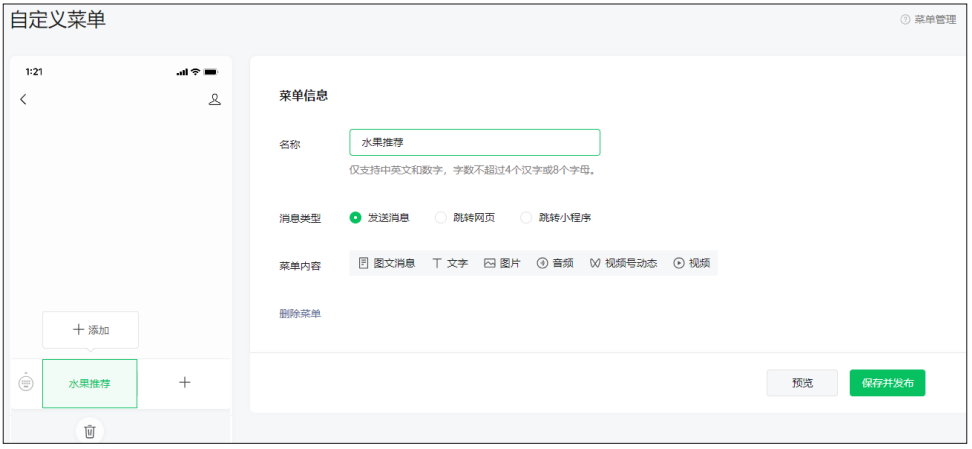 自定义菜单
菜单管理
1:21
菜单信息
名称 水果推荐
仅支持中英文和数字，字数不超过4个汉字或8个字母。
消息类型 发送消息 跳转网页 跳转小程序
菜单内容 图文消息 文字 图片 音频 视频号动态 视频
删除菜单
添加
水果推荐
预览 保存并发布